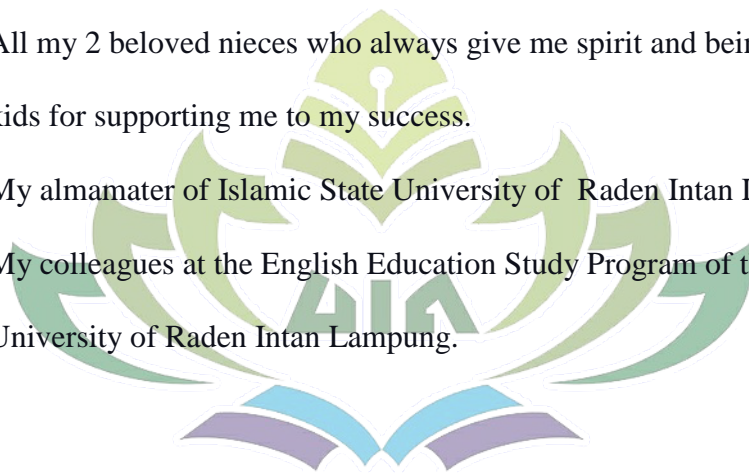 All my 2 beloved nieces who always give me spirit and bein
kids for supporting me to my success.
My almamater of Islamic State University of Raden Intan
My colleagues at the English Education Study Program of t
University of Raden Intan Lampung.
UIN